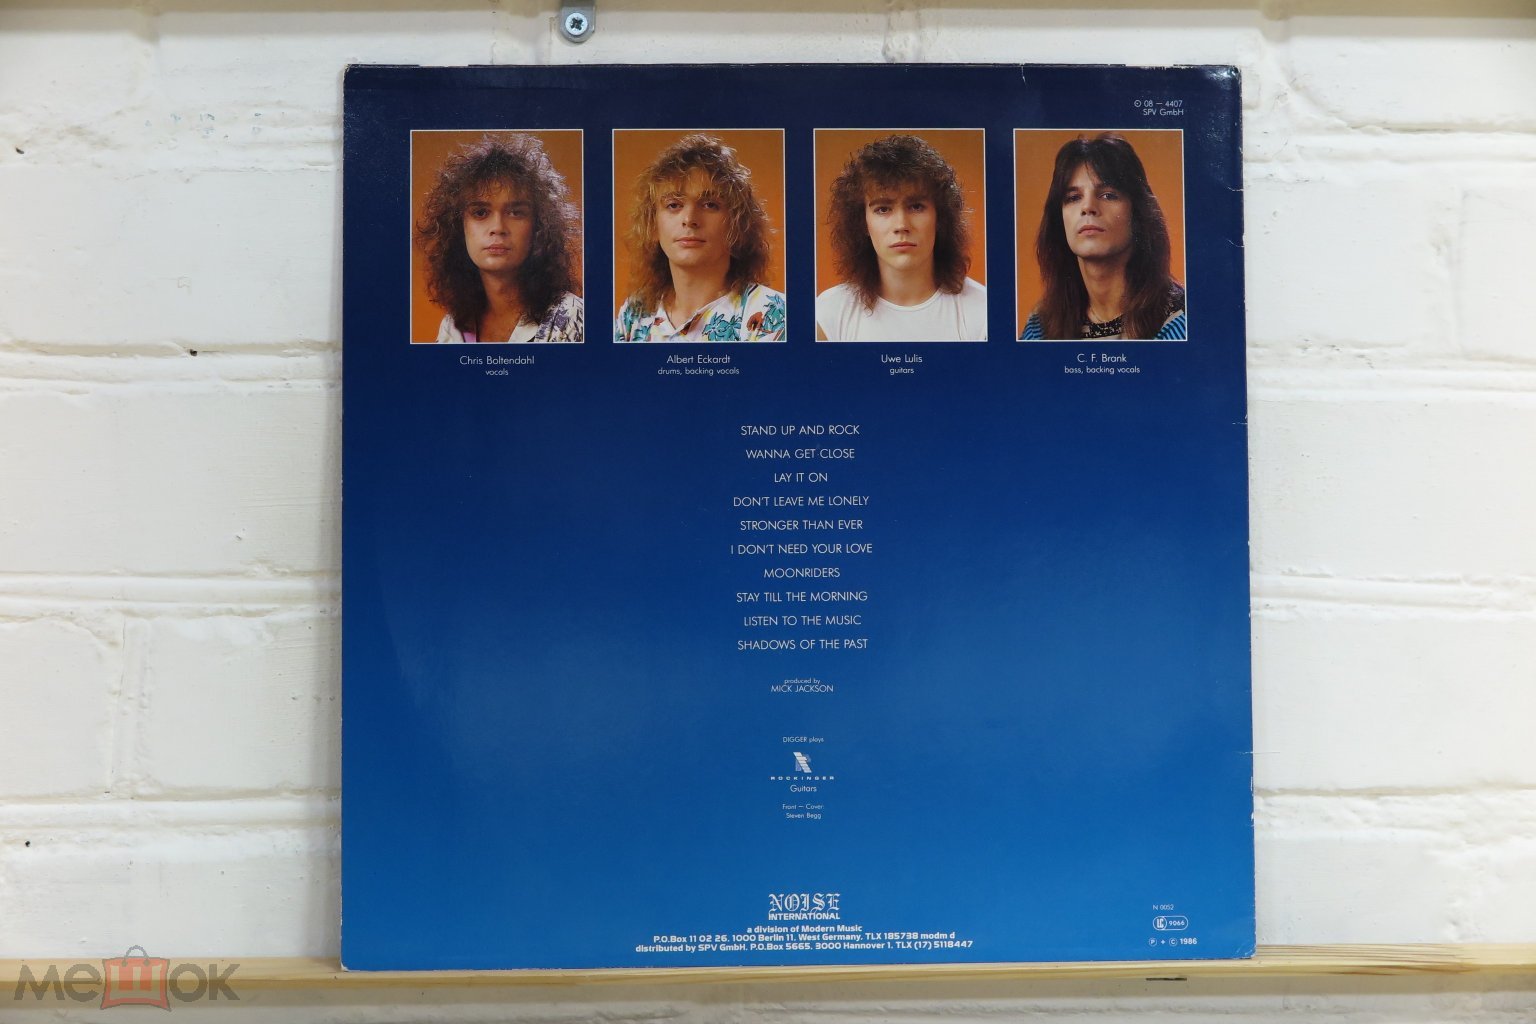 ℗ 08 – 4407
SPV GmbH
Chris Boltendahl
vocals
Albert Eckardt
drums, backing vocals
Uwe Lulis
guitars
C. F. Brank
bass, backing vocals
STAND UP AND ROCK
WANNA GET CLOSE
LAY IT ON
DON'T LEAVE ME LONELY
STRONGER THAN EVER
I DON'T NEED YOUR LOVE
MOONRIDERS
STAY TILL THE MORNING
LISTEN TO THE MUSIC
SHADOWS OF THE PAST
produced by
MICK JACKSON
DIGGER plays
ROCKINGER
Guitars
Front – Cover:
Steven Begg
NOISE
INTERNATIONAL
a division of Modern Music
P.O.Box 11 02 26, 1000 Berlin 11, West Germany, TLX 185738 modm d
distributed by SPV GmbH, P.O.Box 5665, 3000 Hannover 1, TLX (17) 5118447
N 0052
LC 9066
℗ + © 1986
мешок